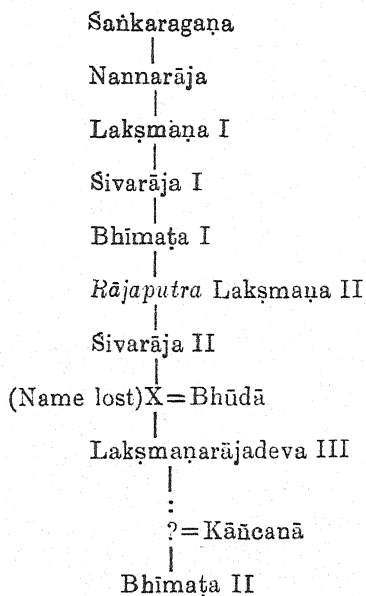 Śaṅkaragaṇa
Nannarāja
Lakṣmaṇa I
Śivarāja I
Bhīmaṭa I
Rājaputra Lakṣmaṇa II
Śivarāja II
(Name lost)X=Bhūdā
Lakṣmaṇarājadeva III
:
?=Kāñcanā
Bhīmaṭa II